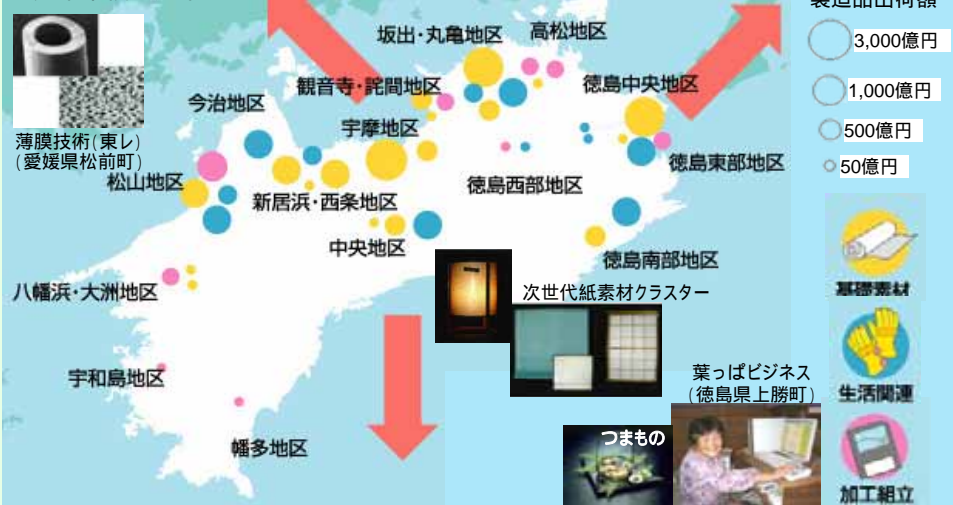 製造品出荷額
3,000億円
1,000億円
500億円
50億円
坂出・丸亀地区
高松地区
観音寺・詫間地区
徳島中央地区
今治地区
宇摩地区
薄膜技術(東レ)
(愛媛県松前町)
徳島東部地区
松山地区
徳島西部地区
新居浜・西条地区
中央地区
徳島南部地区
八幡浜・大洲地区
次世代紙素材クラスター
基礎素材
宇和島地区
葉っぱビジネス
(徳島県上勝町)
生活関連
つまもの
幡多地区
加工組立